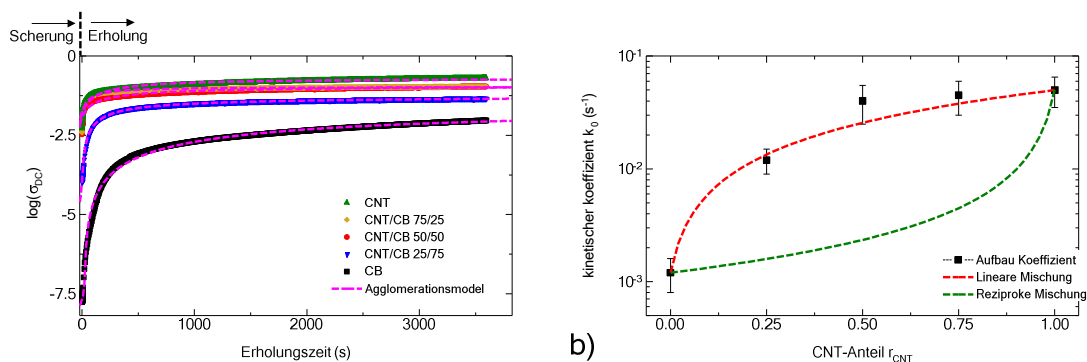 Scherung
Erholung
0
-2.5
-5
-7.5
log(σDC)
0
1000
2000
3000
Erholungszeit (s)
CNT
CNT/CB 75/25
CNT/CB 50/50
CNT/CB 25/75
CB
Agglomerationsmodel
b)
10⁻¹
10⁻²
10⁻³
kinetischer koeffizient k₀ (s⁻¹)
0.00
0.25
0.50
0.75
1.00
CNT-Anteil rCNT
Aufbau Koeffizient
Lineare Mischung
Reziproke Mischung